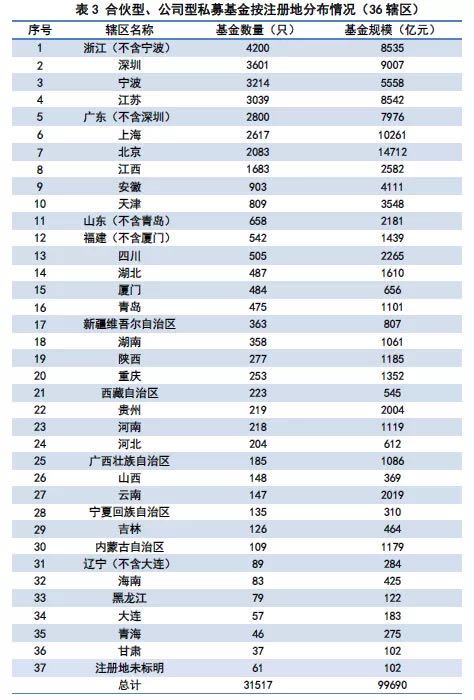 表 3 合伙型、公司型私募基金按注册地分布情况（36 辖区）
序号 辖区名称 基金数量（只） 基金规模（亿元）
1 浙江（不含宁波） 4200 8535
2 深圳 3601 9007
3 宁波 3214 5558
4 江苏 3039 8542
5 广东（不含深圳） 2800 7976
6 上海 2617 10261
7 北京 2083 14712
8 江西 1683 2582
9 安徽 903 4111
10 天津 809 3548
11 山东（不含青岛） 658 2181
12 福建（不含厦门） 542 1439
13 四川 505 2265
14 湖北 487 1610
15 厦门 484 656
16 青岛 475 1101
17 新疆维吾尔自治区 363 807
18 湖南 358 1061
19 陕西 277 1185
20 重庆 253 1352
21 西藏自治区 223 545
22 贵州 219 2004
23 河南 218 1119
24 河北 204 612
25 广西壮族自治区 185 1086
26 山西 148 369
27 云南 147 2019
28 宁夏回族自治区 135 310
29 吉林 126 464
30 内蒙古自治区 109 1179
31 辽宁（不含大连） 89 284
32 海南 83 425
33 黑龙江 79 122
34 大连 57 183
35 青海 46 275
36 甘肃 37 102
37 注册地未标明 61 102
总计 31517 99690